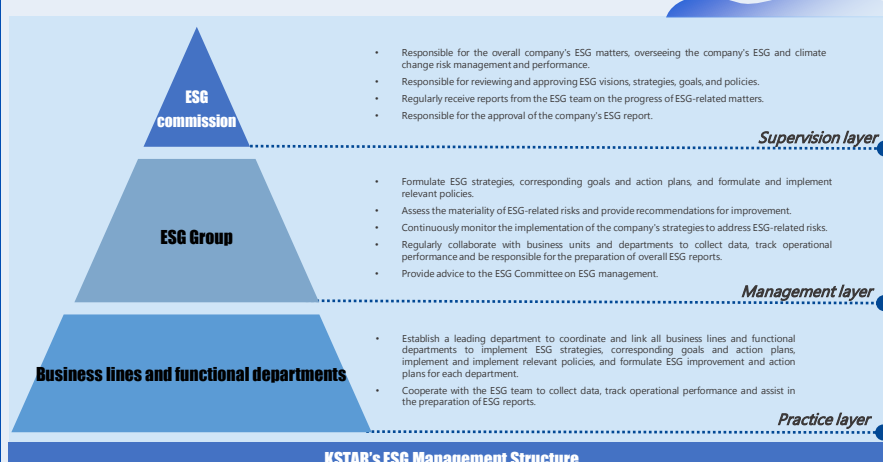 • Responsible for the overall company's ESG matters, overseeing the company's ESG and climate
change risk management and performance.
• Responsible for reviewing and approving ESG visions, strategies, goals, and policies.
• Regularly receive reports from the ESG team on the progress of ESG-related matters.
• Responsible for the approval of the company's ESG report.
ESG
commission
Supervision layer
• Formulate ESG strategies, corresponding goals and action plans, and formulate and implement
relevant policies.
• Assess the materiality of ESG-related risks and provide recommendations for improvement.
• Continuously monitor the implementation of the company's strategies to address ESG-related risks.
• Regularly collaborate with business units and departments to collect data, track operational
performance and be responsible for the preparation of overall ESG reports.
• Provide advice to the ESG Committee on ESG management.
ESG Group
Management layer
• Establish a leading department to coordinate and link all business lines and functional
departments to implement ESG strategies, corresponding goals and action plans,
implement and implement relevant policies, and formulate ESG improvement and action
plans for each department.
• Cooperate with the ESG team to collect data, track operational performance and assist in
the preparation of ESG reports.
Business lines and functional departments
Practice layer
KSTAR's ESG Management Structure